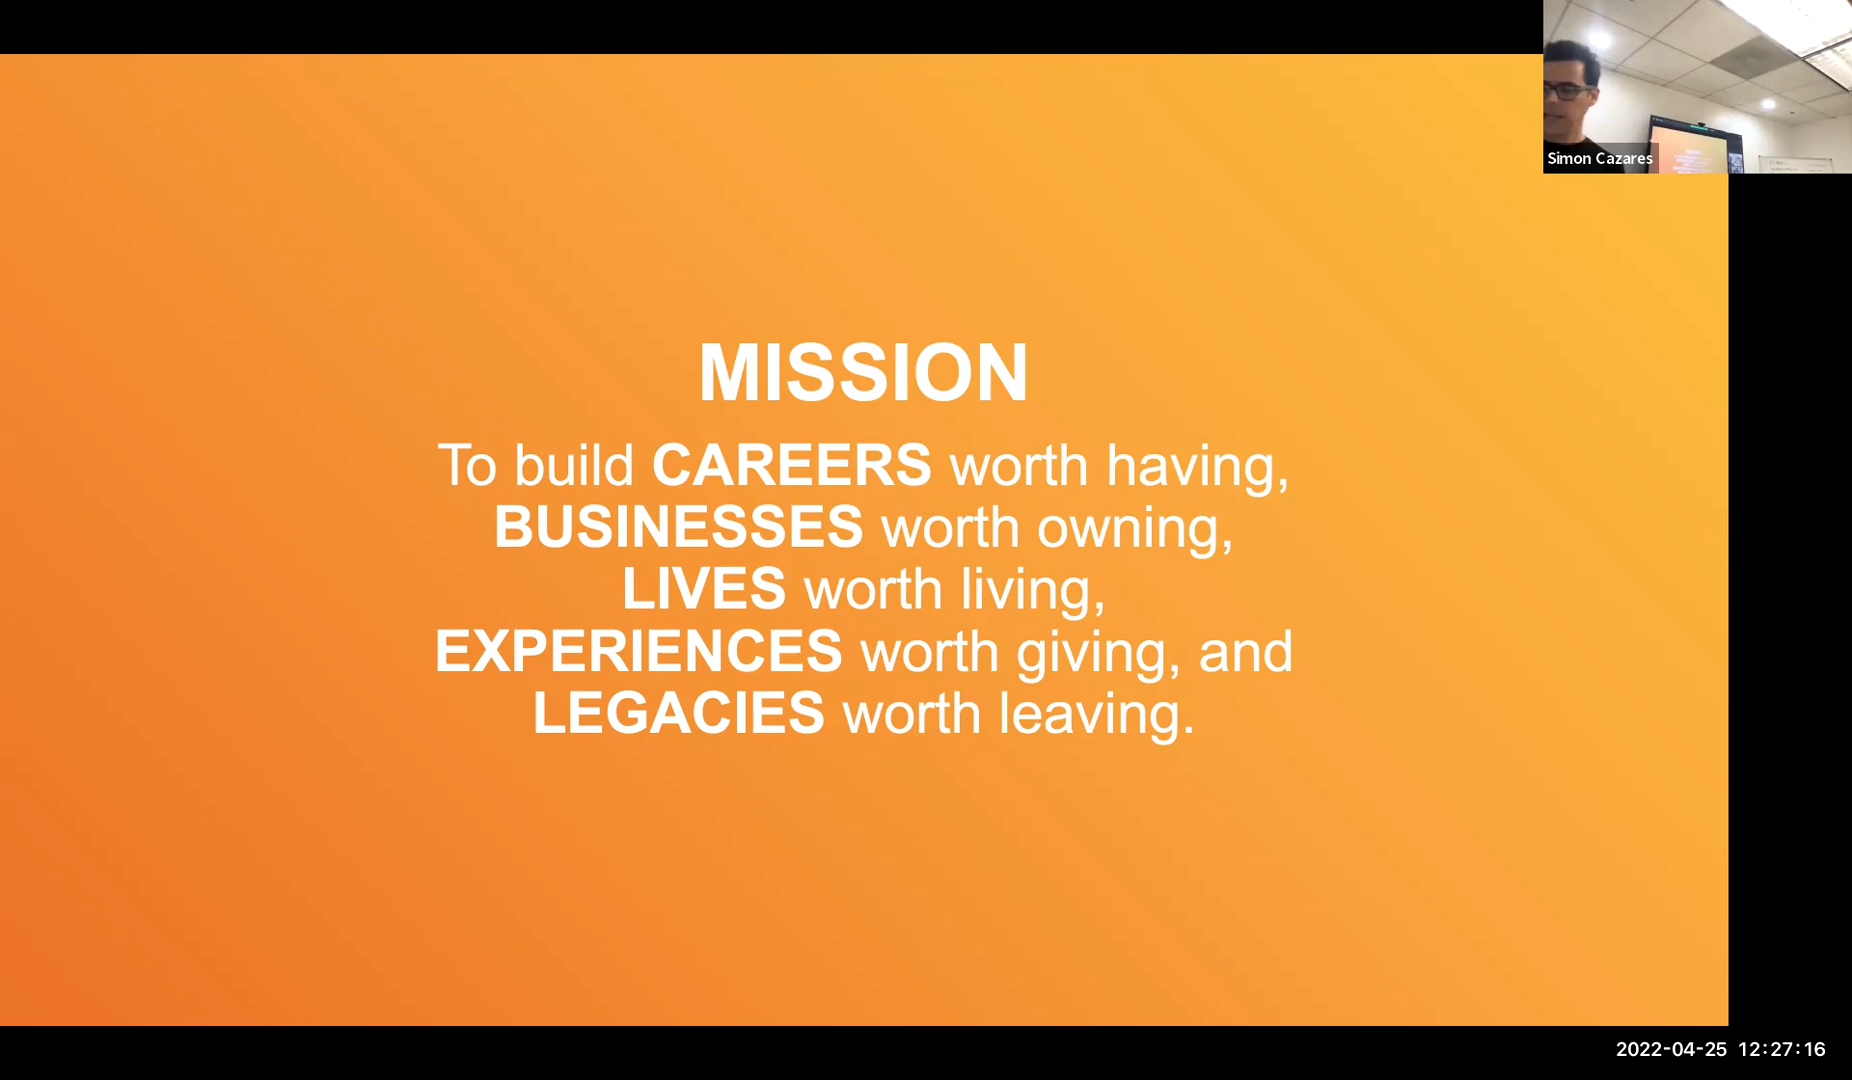 Simon Cazares
MISSION
To build CAREERS worth having,
BUSINESSES worth owning,
LIVES worth living,
EXPERIENCES worth giving, and
LEGACIES worth leaving.
2022-04-25 12:27:16